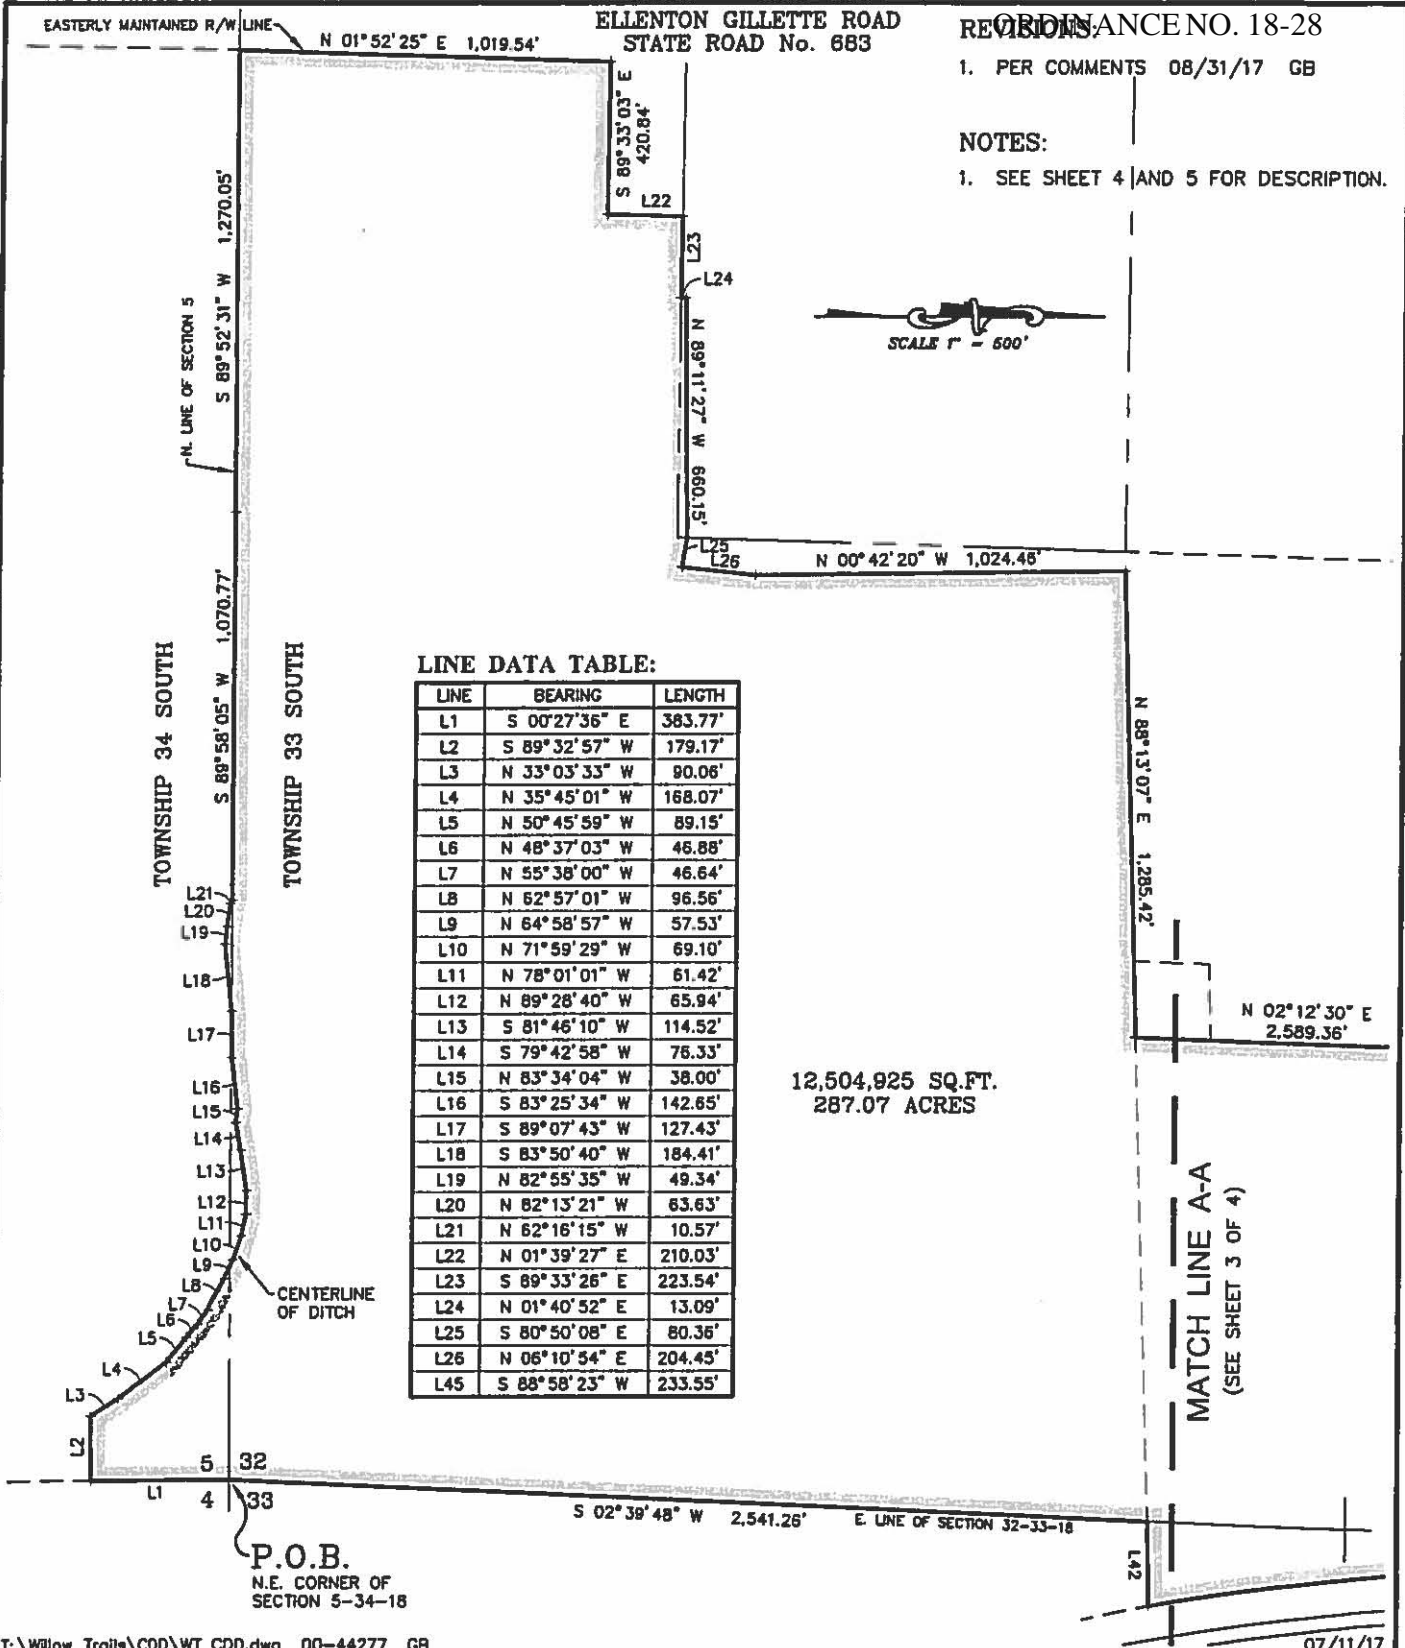 EASTERLY MAINTAINED R/W LINE
N 01°52'25" E 1,019.54'
ELLENTON GILLETTE ROAD
STATE ROAD No. 683
ORDINANCE NO. 18-28
REVISIONS:
1. PER COMMENTS 08/31/17 GB
NOTES:
1. SEE SHEET 4 AND 5 FOR DESCRIPTION.
S 89°33'03" E
420.84'
L22
L23
L24
S 89°52'31" W 1,270.05'
N. LINE OF SECTION 5
N 89°11'27" W 660.15'
SCALE 1" = 600'
L25
L26
N 00°42'20" W 1,024.46'
S 89°58'05" W 1,070.77'
TOWNSHIP 34 SOUTH
TOWNSHIP 33 SOUTH
N 88°13'07" E 1,285.42'
LINE DATA TABLE:
LINE BEARING LENGTH
L1 S 00°27'36" E 383.77'
L2 S 89°32'57" W 179.17'
L3 N 33°03'33" W 90.06'
L4 N 35°45'01" W 168.07'
L5 N 50°45'59" W 89.15'
L6 N 48°37'03" W 46.88'
L7 N 55°38'00" W 46.64'
L8 N 62°57'01" W 96.56'
L9 N 64°58'57" W 57.53'
L10 N 71°59'29" W 69.10'
L11 N 78°01'01" W 61.42'
L12 N 89°28'40" W 65.94'
L13 S 81°46'10" W 114.52'
L14 S 79°42'58" W 76.33'
L15 N 83°34'04" W 38.00'
L16 S 83°25'34" W 142.65'
L17 S 89°07'43" W 127.43'
L18 S 83°50'40" W 184.41'
L19 N 82°55'35" W 49.34'
L20 N 82°13'21" W 63.63'
L21 N 62°16'15" W 10.57'
L22 N 01°39'27" E 210.03'
L23 S 89°33'26" E 223.54'
L24 N 01°40'52" E 13.09'
L25 S 80°50'08" E 80.36'
L26 N 06°10'54" E 204.45'
L45 S 88°58'23" W 233.55'
L21
L20
L19
L18
L17
L16
L15
L14
L13
L12
L11
L10
L9
L8
L7
L6
L5
L4
L3
L2
L1
CENTERLINE
OF DITCH
N 02°12'30" E
2,589.36'
12,504,925 SQ.FT.
287.07 ACRES
MATCH LINE A-A
(SEE SHEET 3 OF 4)
5 32
4 33
S 02°39'48" W 2,541.26' E. LINE OF SECTION 32-33-18
L42
P.O.B.
N.E. CORNER OF
SECTION 5-34-18
T:\Willow Trails\CDD\WT CDD.dwg 00-44277 GB
07/11/17